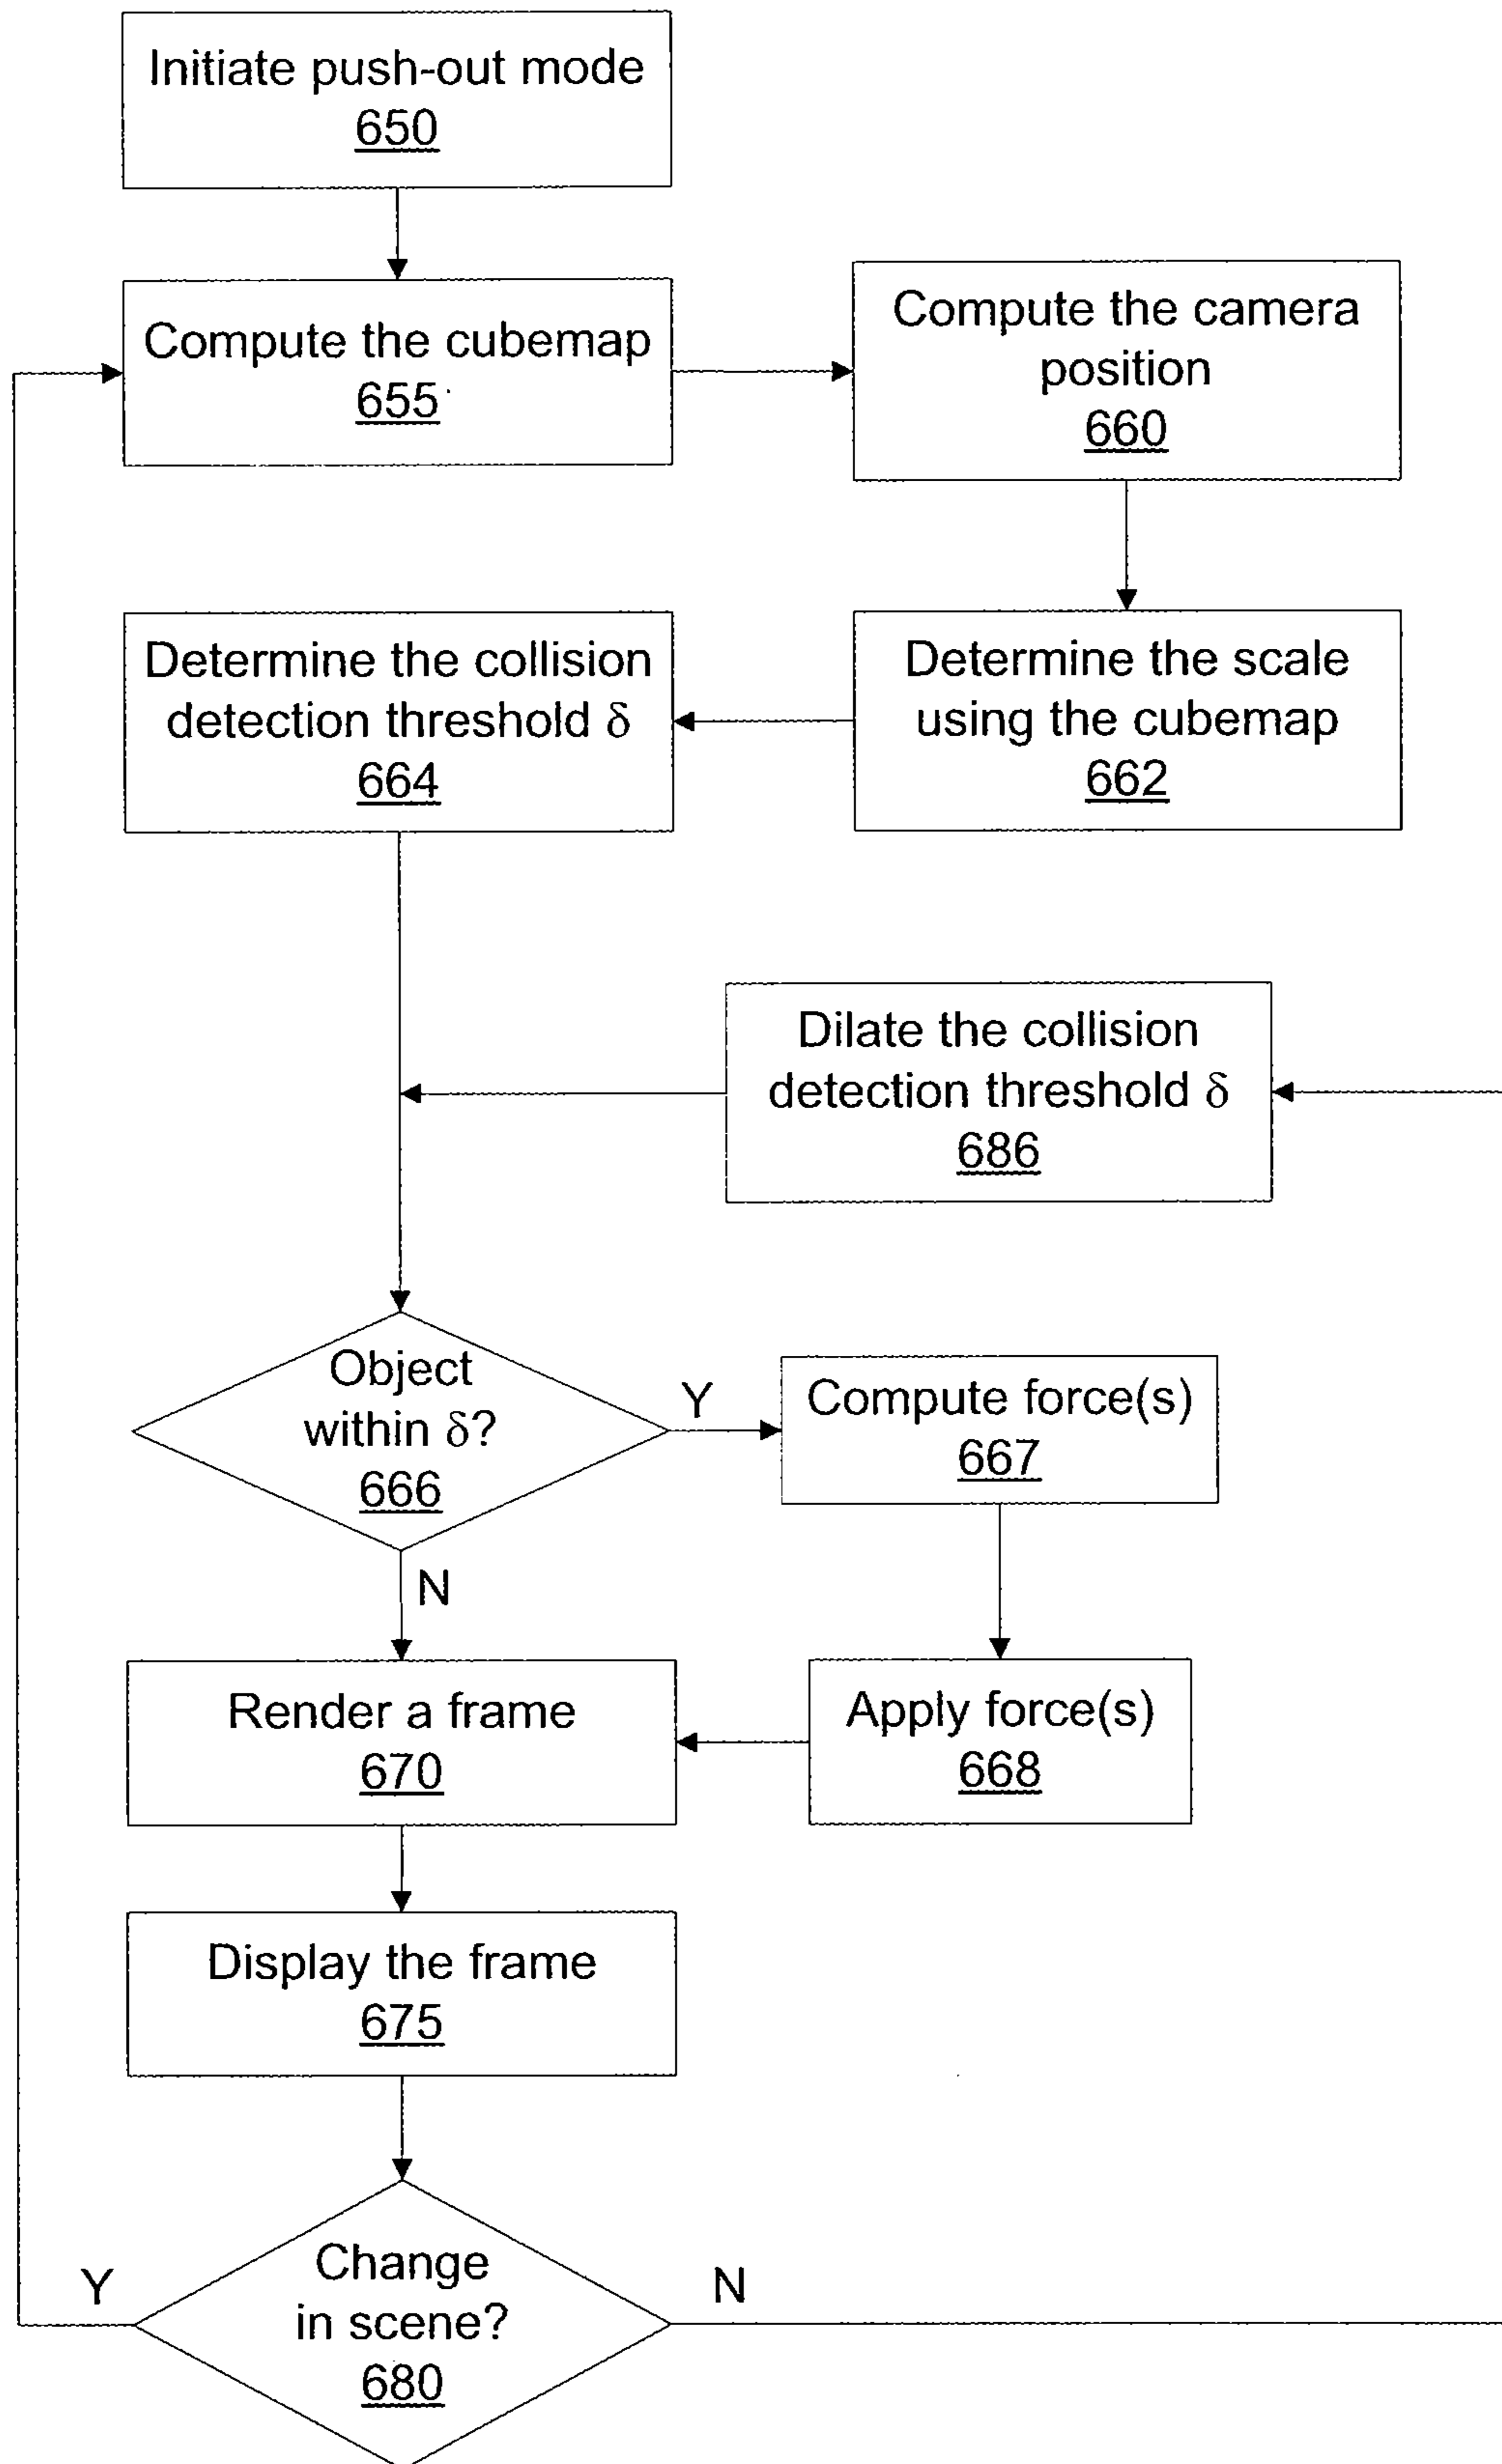 Initiate push-out mode
650
Compute the cubemap
655
Compute the camera
position
660
Determine the collision
detection threshold δ
664
Determine the scale
using the cubemap
662
Dilate the collision
detection threshold δ
686
Object
within δ?
666
Y
Compute force(s)
667
N
Render a frame
670
Apply force(s)
668
Display the frame
675
Y
Change
in scene?
680
N